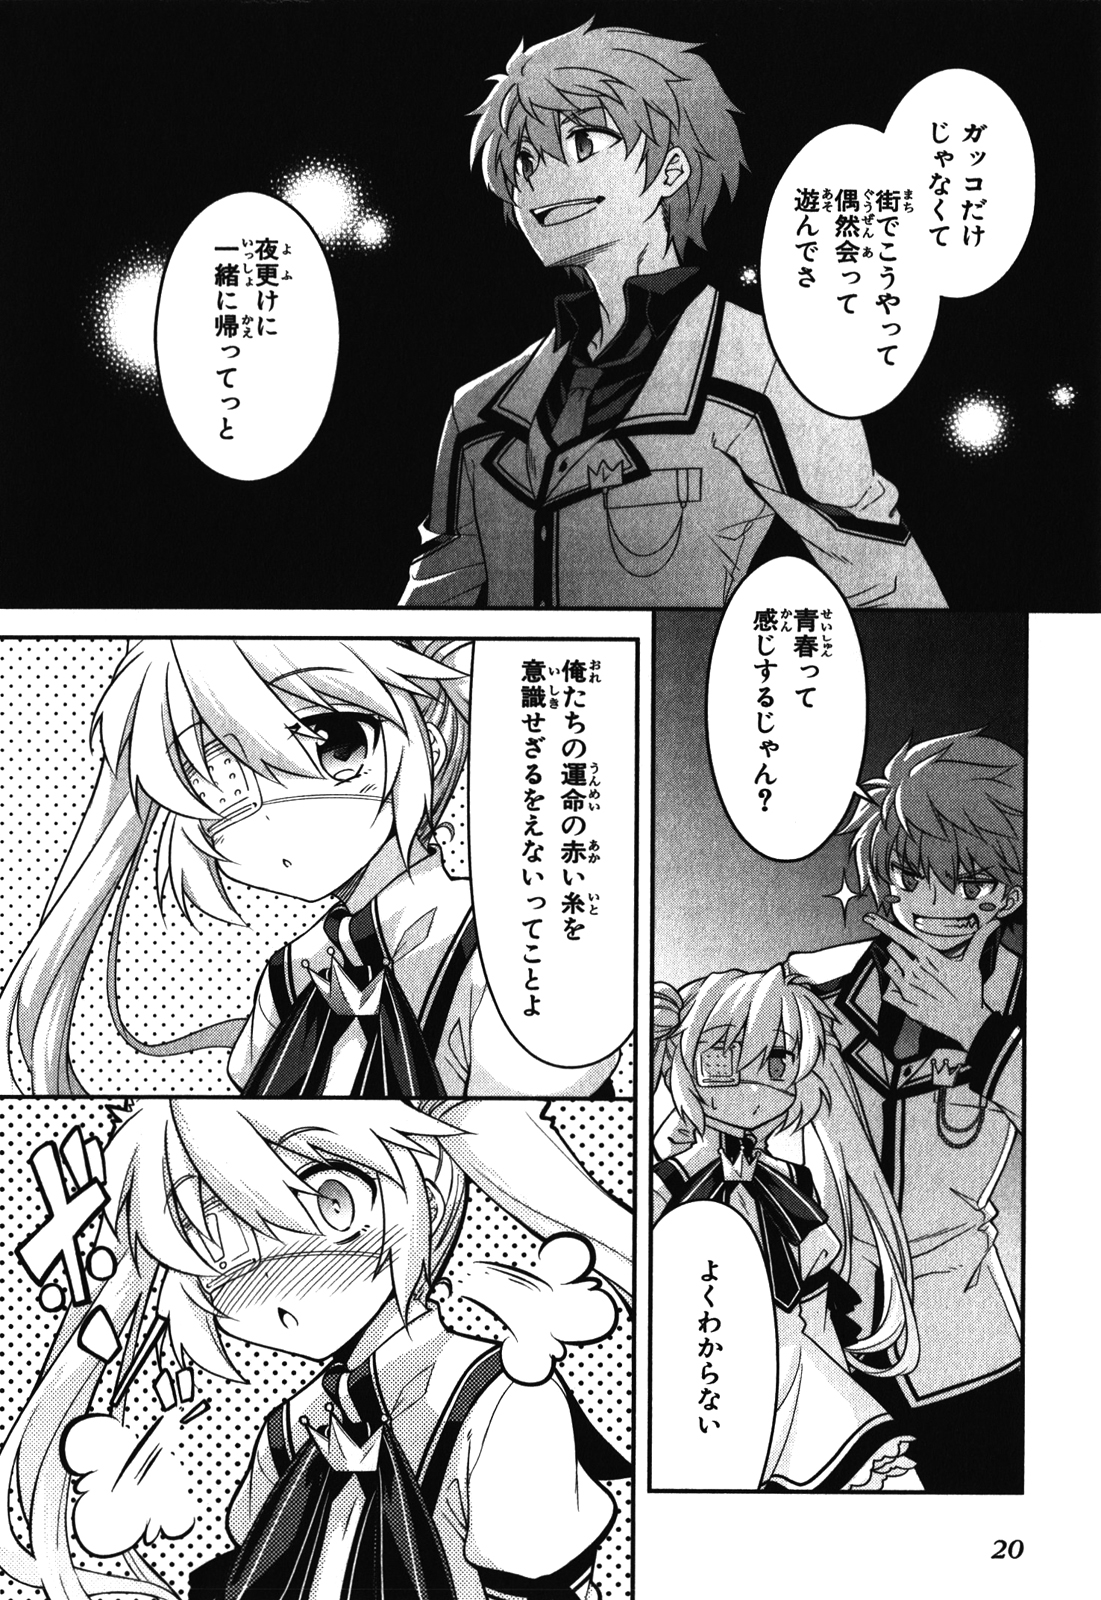 ガッコだけ
じゃなくて
街でこうやって
偶然会って
遊んでさ
夜更けに
一緒に帰ってっと
青春って
感じするじゃん？
よくわからない
俺たちの運命の赤い糸を
意識せざるをえないってことよ
20